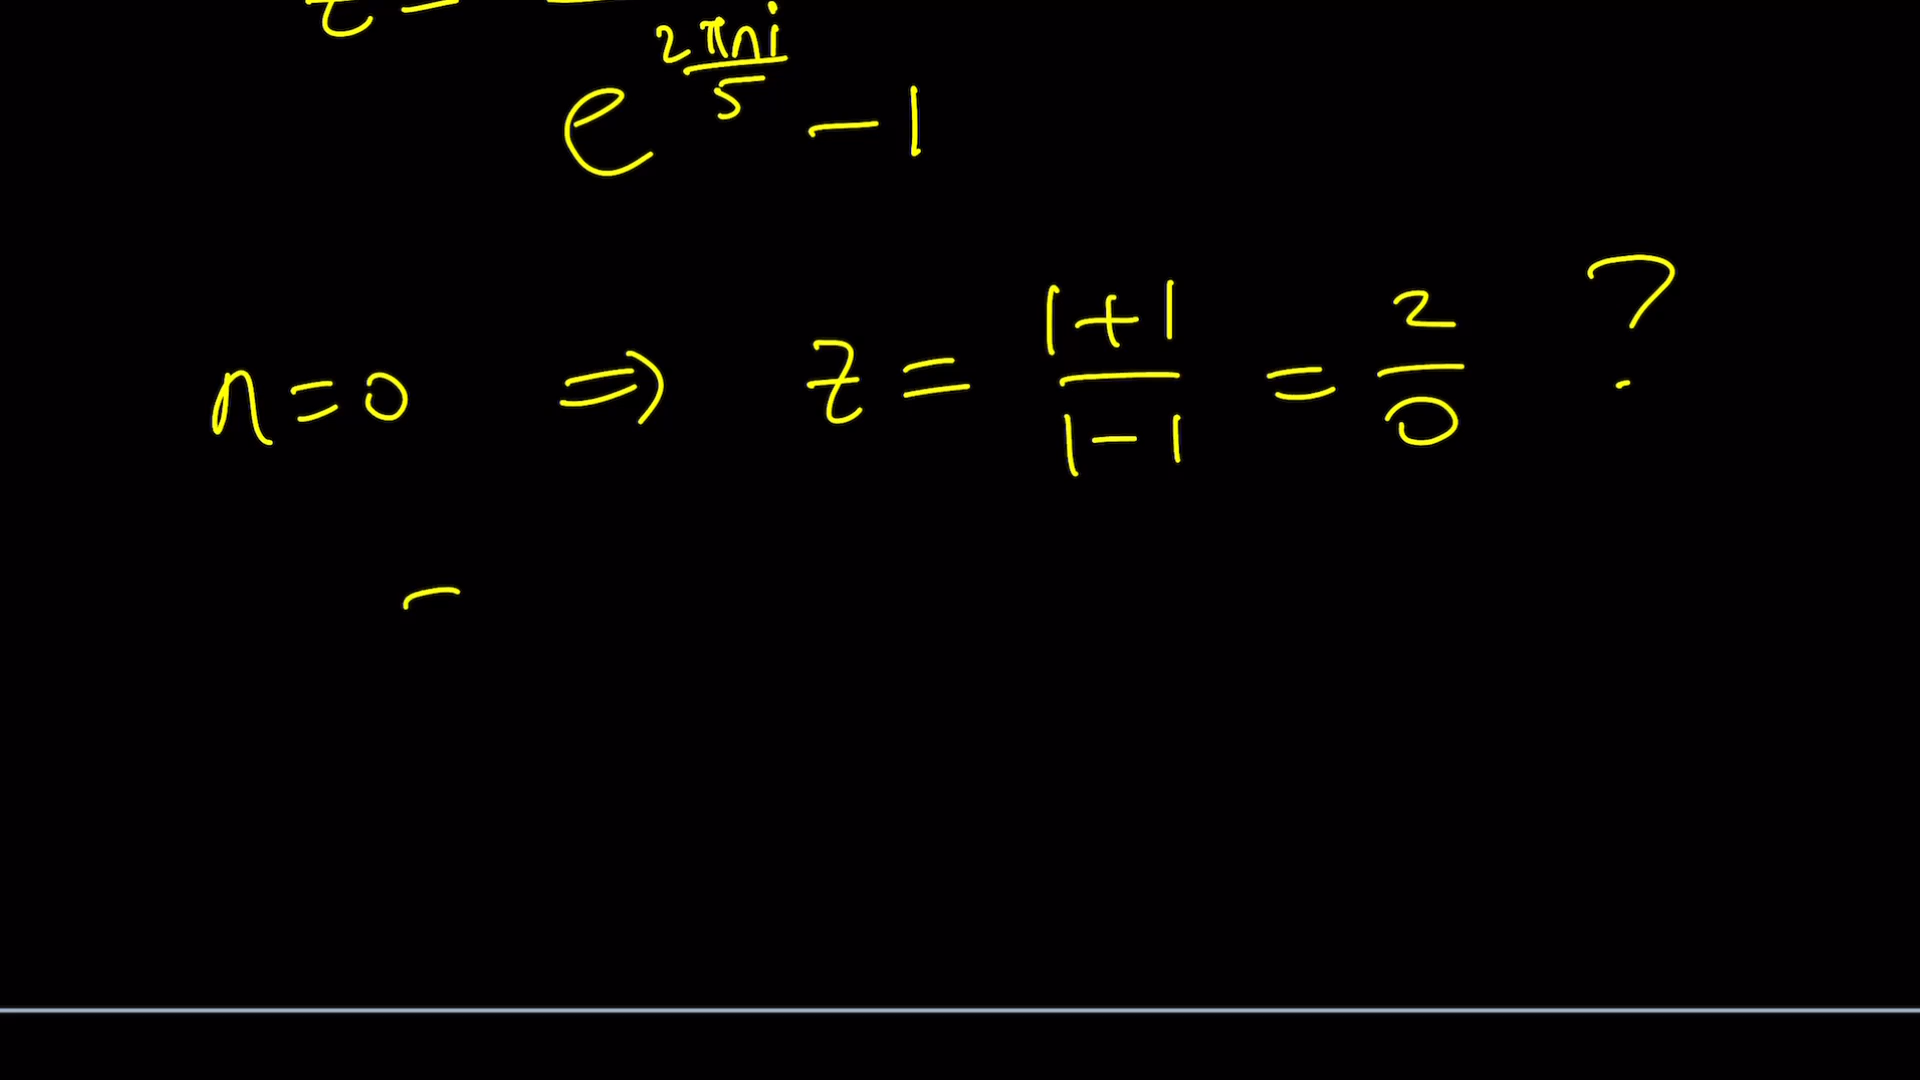 z =
e^(2πni/5) - 1
n=0 ⇒ z = (1+1)/(1-1) = 2/0 ?